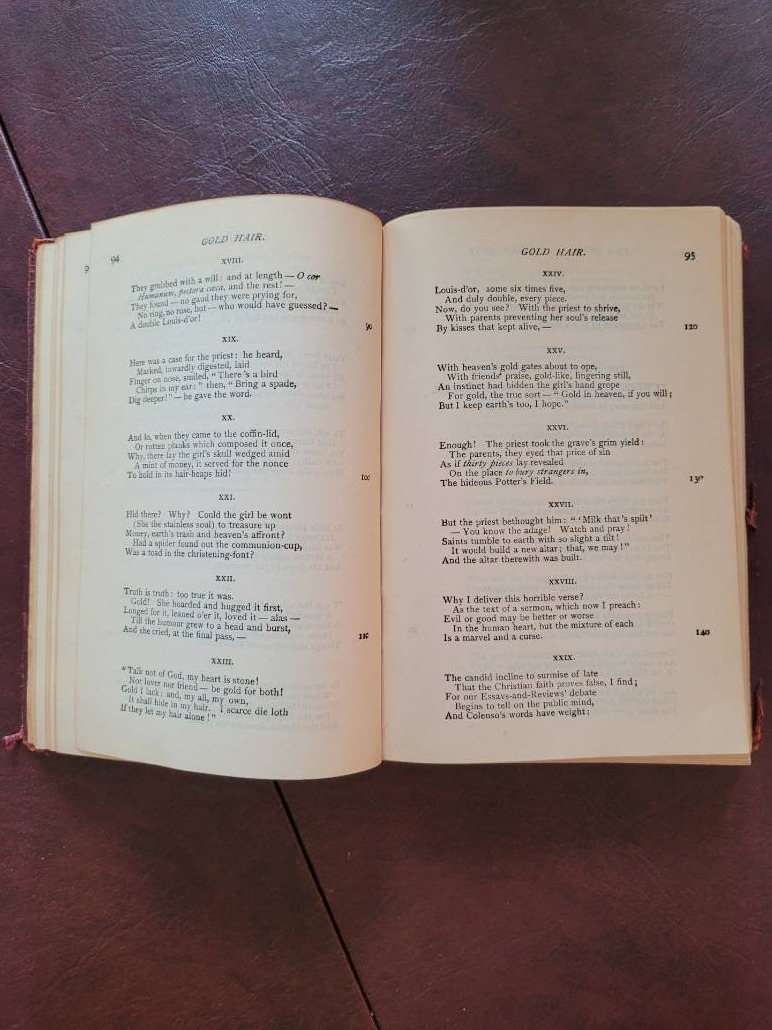 94
GOLD HAIR.
XVIII.
They grubbed with a will: and at length — O cor
Humanum, pectora cæca, and the rest! —
They found — no gaud they were prying for,
No ring, no rose, but — who would have guessed? —
A double Louis-d'or!
90
XIX.
Here was a case for the priest: he heard,
Marked, inwardly digested, laid
Finger on nose, smiled, "There's a bird
Chirps in my ear:" then, "Bring a spade,
Dig deeper!" — he gave the word.
XX.
And lo, when they came to the coffin-lid,
Or rotten planks which composed it once,
Why, there lay the girl's skull wedged amid
A mint of money, it served for the nonce
To hold in its hair-heaps hid!
100
XXI.
Hid there? Why? Could the girl be wont
(She the stainless soul) to treasure up
Money, earth's trash and heaven's affront?
Had a spider found out the communion-cup,
Was a toad in the christening-font?
XXII.
Truth is truth: too true it was.
Gold! She hoarded and hugged it first,
Longed for it, leaned o'er it, loved it — alas —
Till the humour grew to a head and burst,
And she cried, at the final pass, —
110
XXIII.
"Talk not of God, my heart is stone!
Nor lover nor friend — be gold for both!
Gold I lack; and, my all, my own,
It shall hide in my hair. I scarce die loth
If they let my hair alone!"
9
GOLD HAIR.
95
XXIV.
Louis-d'or, some six times five,
And duly double, every piece.
Now, do you see? With the priest to shrive,
With parents preventing her soul's release
By kisses that kept alive, —
120
XXV.
With heaven's gold gates about to ope,
With friends' praise, gold-like, lingering still,
An instinct had bidden the girl's hand grope
For gold, the true sort — "Gold in heaven, if you will;
But I keep earth's too, I hope."
XXVI.
Enough! The priest took the grave's grim yield:
The parents, they eyed that price of sin
As if thirty pieces lay revealed
On the place to bury strangers in,
The hideous Potter's Field.
130
XXVII.
But the priest bethought him: "'Milk that's spilt'
— You know the adage! Watch and pray!
Saints tumble to earth with so slight a tilt!
It would build a new altar; that, we may!"
And the altar therewith was built.
XXVIII.
Why I deliver this horrible verse?
As the text of a sermon, which now I preach:
Evil or good may be better or worse
In the human heart, but the mixture of each
Is a marvel and a curse.
140
XXIX.
The candid incline to surmise of late
That the Christian faith proves false, I find;
For our Essays-and-Reviews' debate
Begins to tell on the public mind,
And Colenso's words have weight: